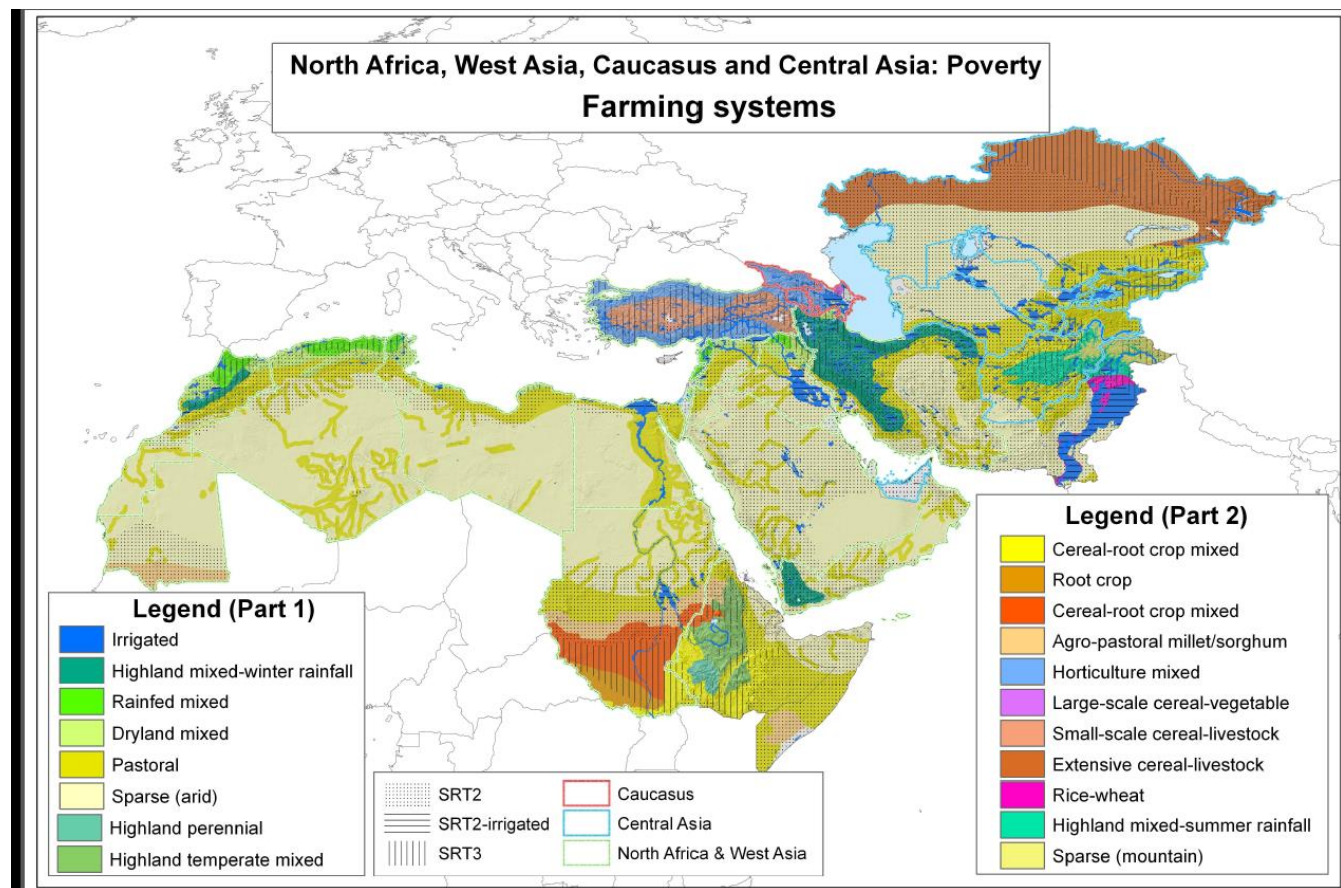 North Africa, West Asia, Caucasus and Central Asia: Poverty
Farming systems
Legend (Part 1)
Irrigated
Highland mixed-winter rainfall
Rainfed mixed
Dryland mixed
Pastoral
Sparse (arid)
Highland perennial
Highland temperate mixed
SRT2
SRT2-irrigated
SRT3
Caucasus
Central Asia
North Africa & West Asia
Legend (Part 2)
Cereal-root crop mixed
Root crop
Cereal-root crop mixed
Agro-pastoral millet/sorghum
Horticulture mixed
Large-scale cereal-vegetable
Small-scale cereal-livestock
Extensive cereal-livestock
Rice-wheat
Highland mixed-summer rainfall
Sparse (mountain)